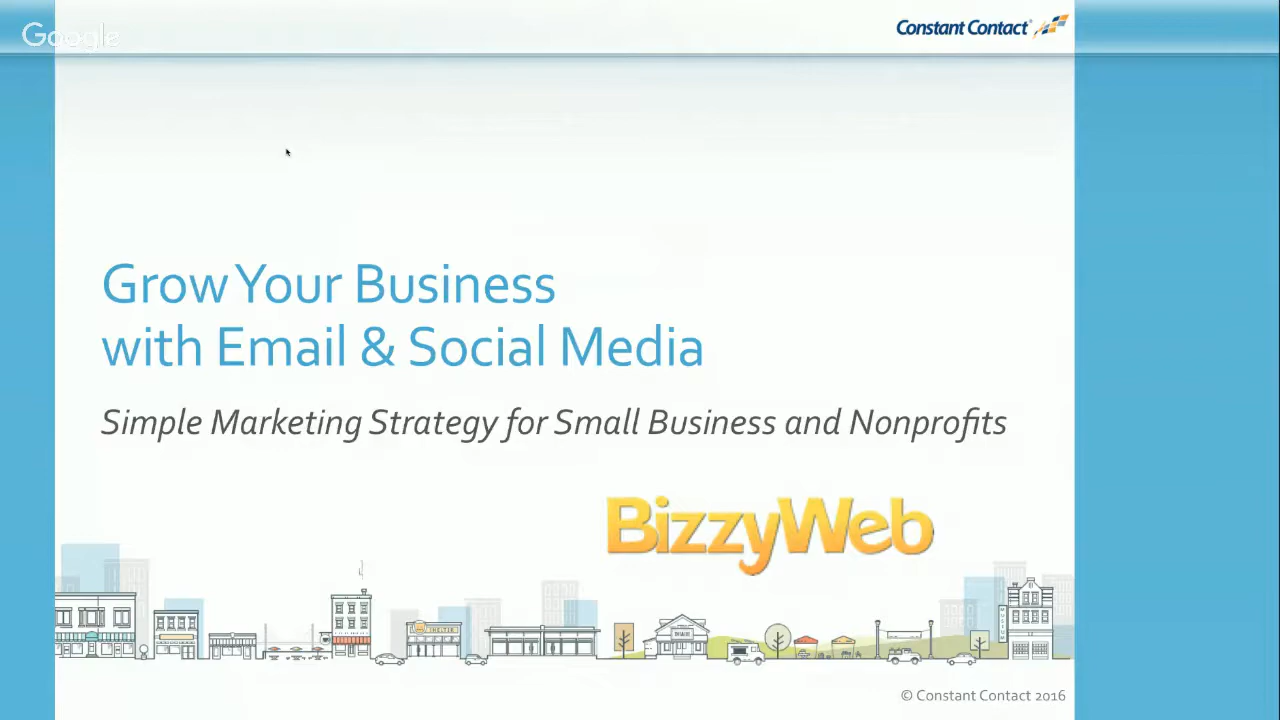 Google
Constant Contact
Grow Your Business
with Email & Social Media
Simple Marketing Strategy for Small Business and Nonprofits
BizzyWeb
MUSEUM
© Constant Contact 2016